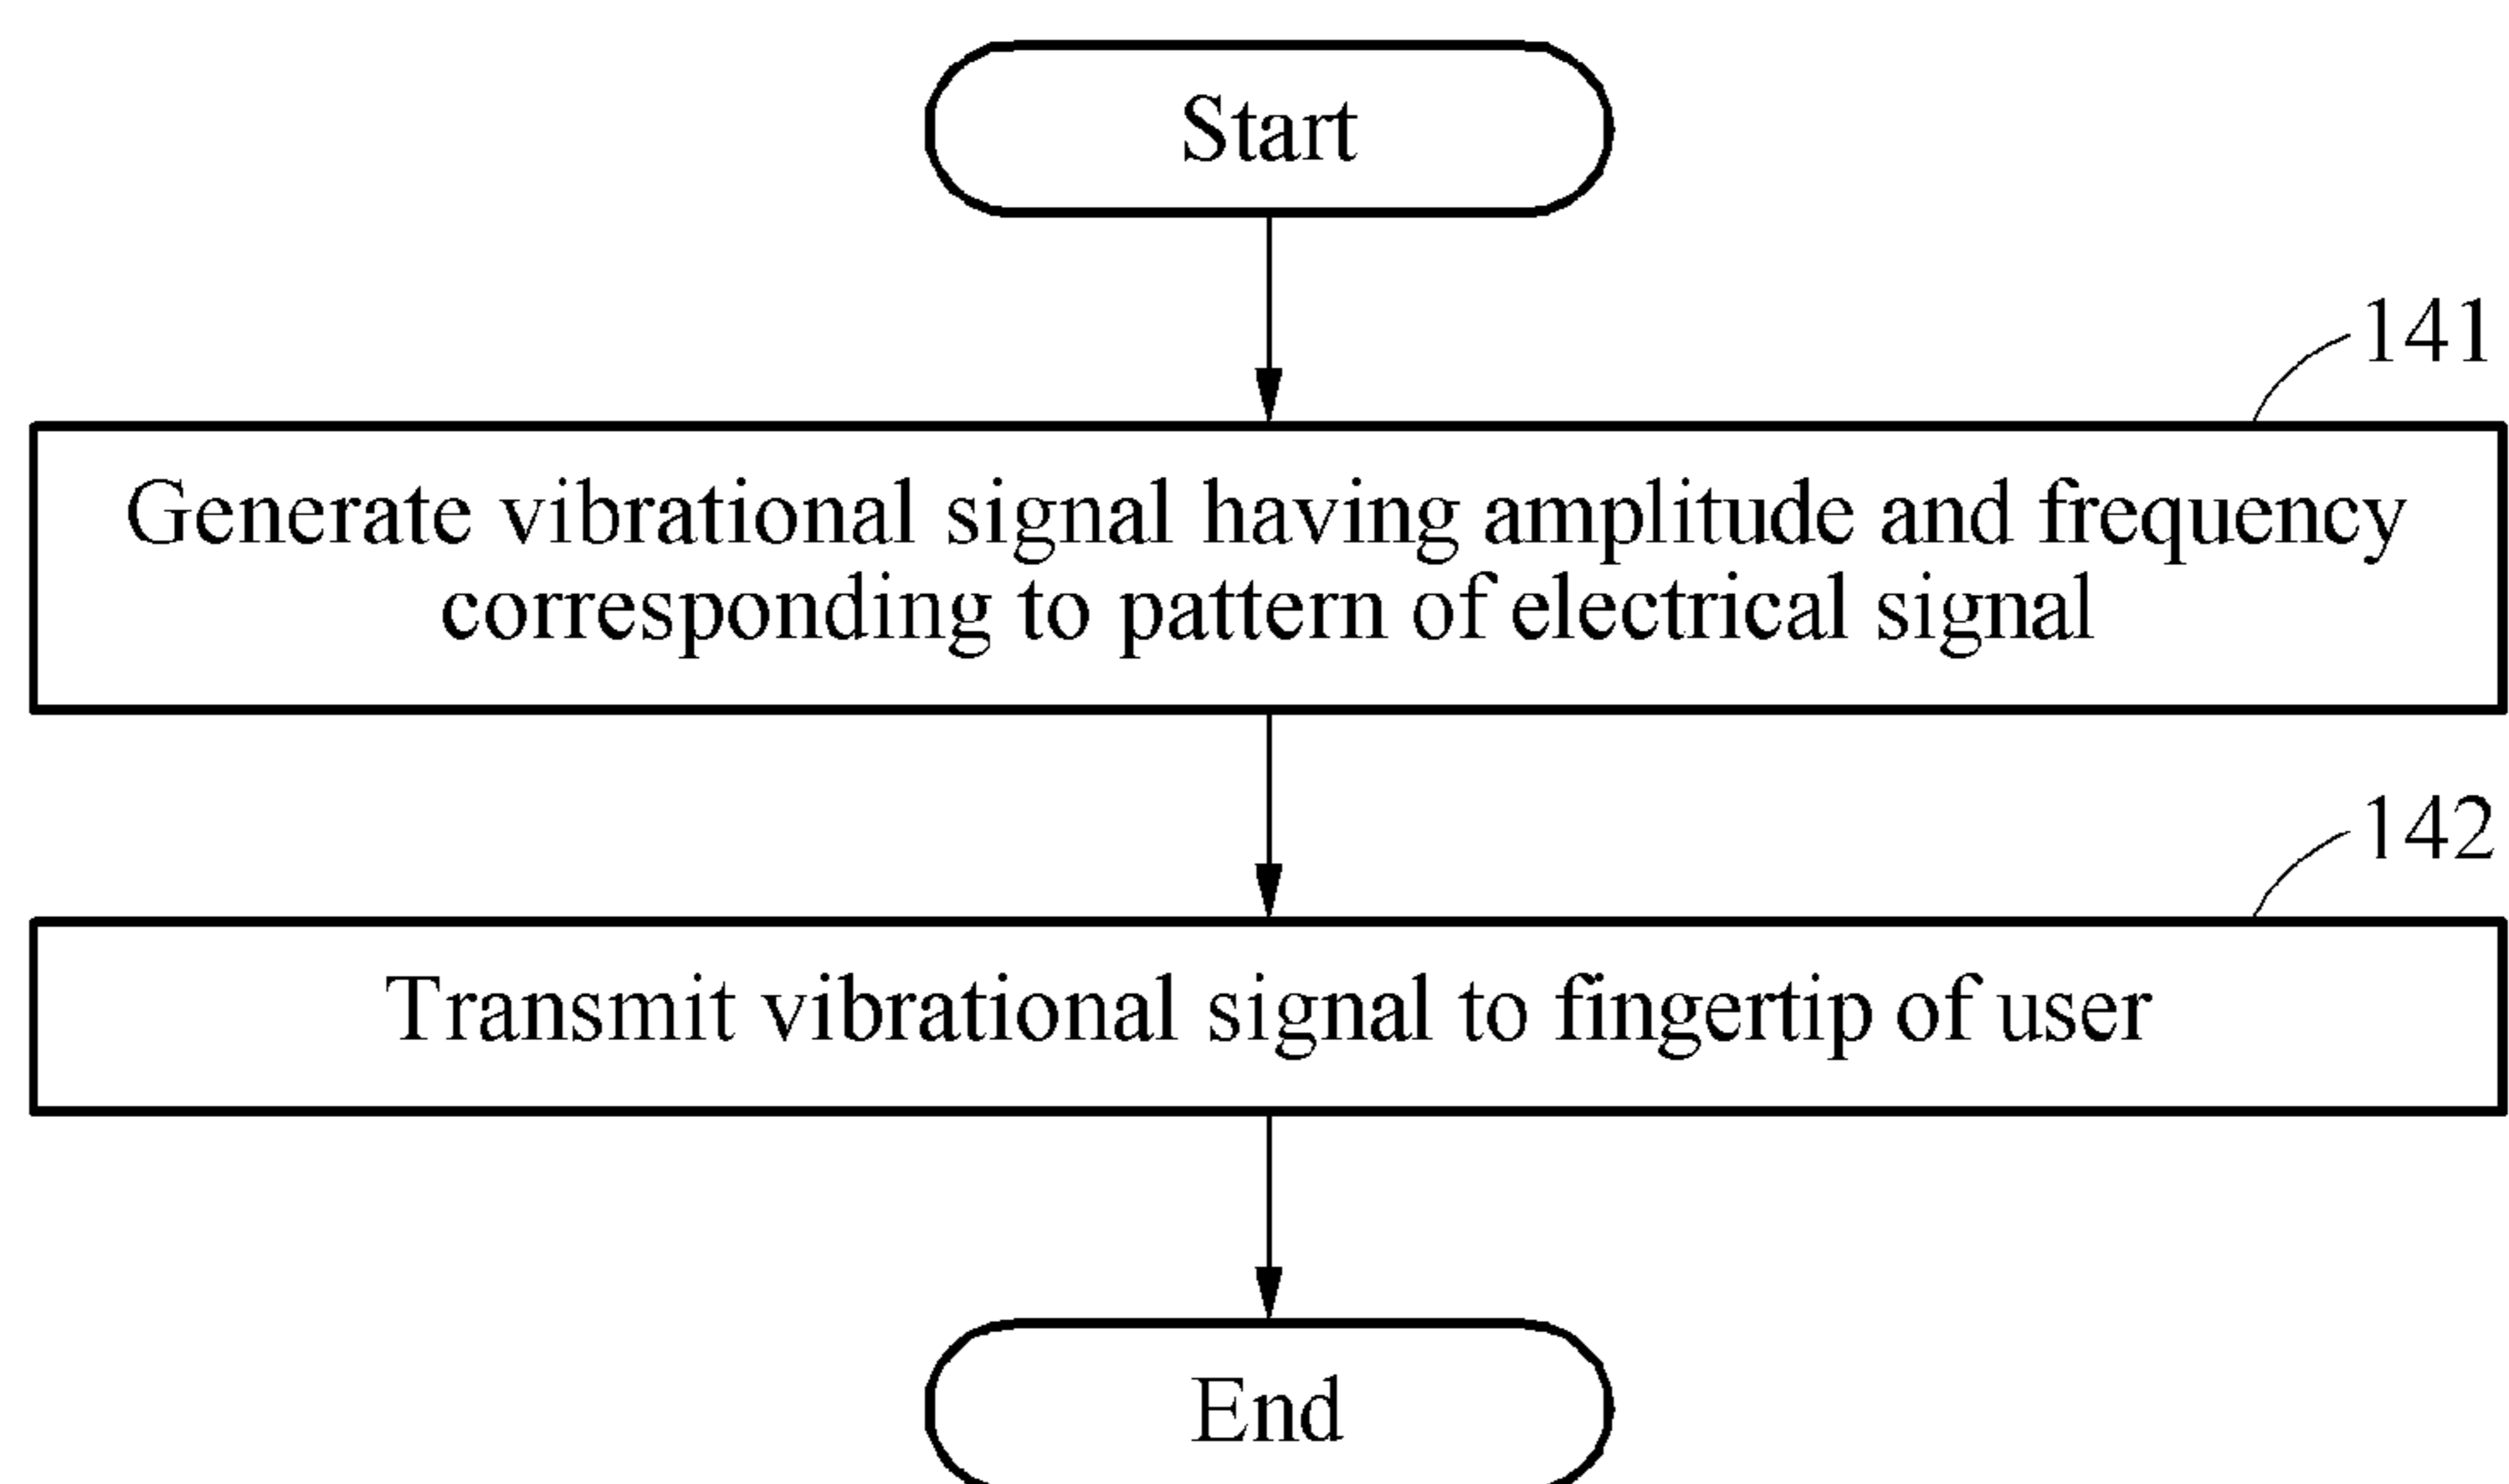 Start
141
Generate vibrational signal having amplitude and frequency
corresponding to pattern of electrical signal
142
Transmit vibrational signal to fingertip of user
End